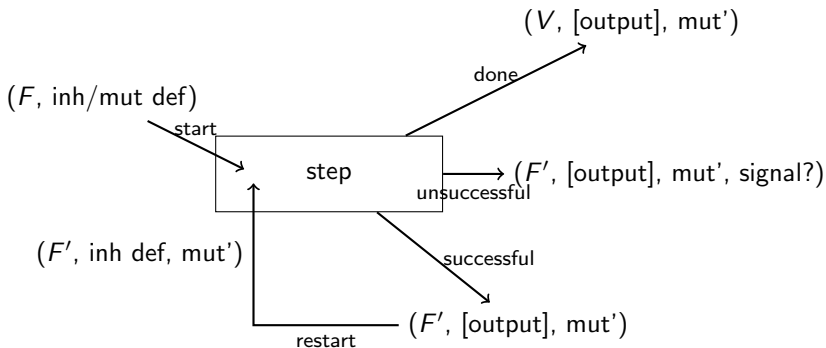 (V, [output], mut')
done
(F, inh/mut def)
start
step
(F′, [output], mut', signal?)
unsuccessful
(F′, inh def, mut')
successful
(F′, [output], mut')
restart